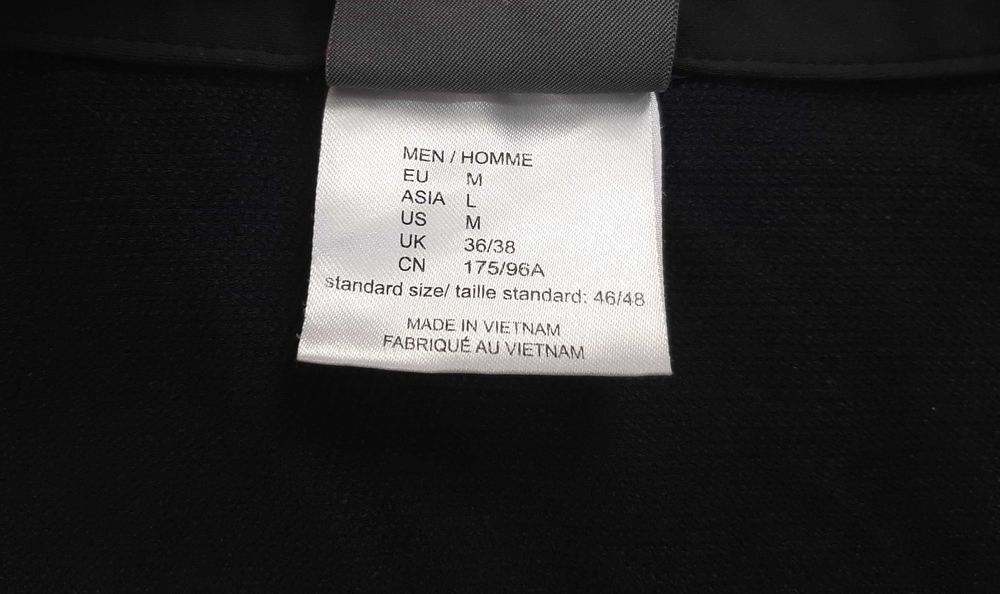 MEN / HOMME
EU M
ASIA L
US M
UK 36/38
CN 175/96A
standard size/ taille standard: 46/48
MADE IN VIETNAM
FABRIQUÉ AU VIETNAM